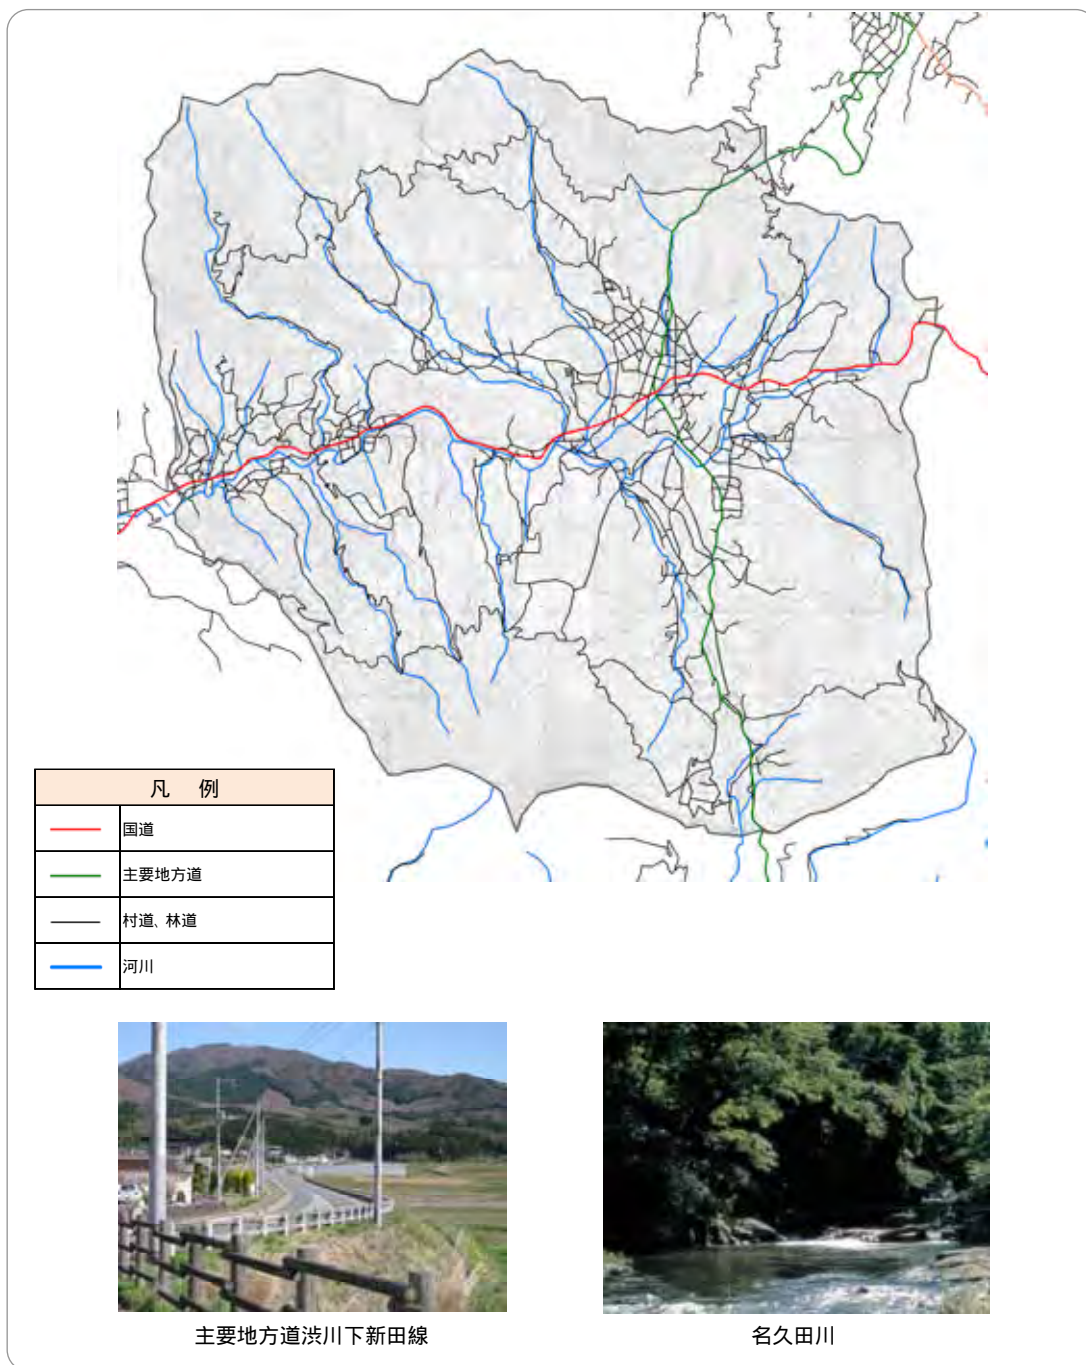 凡 例
国道
主要地方道
村道、林道
河川
主要地方道渋川下新田線
名久田川